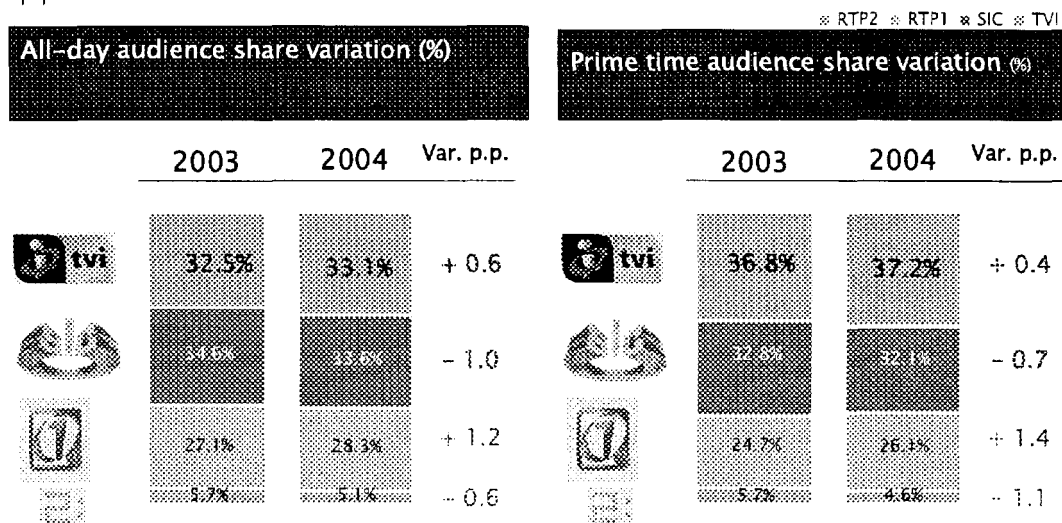 RTP2 RTP1 SIC TVI
All-day audience share variation (%)
2003 2004 Var. p.p.
tvi 32.5% 33.1% + 0.6
34.6% 33.6% - 1.0
27.1% 28.3% + 1.2
5.7% 5.1% - 0.6
Prime time audience share variation (%)
2003 2004 Var. p.p.
tvi 36.8% 37.2% + 0.4
32.8% 32.1% - 0.7
24.7% 26.1% + 1.4
5.7% 4.6% - 1.1